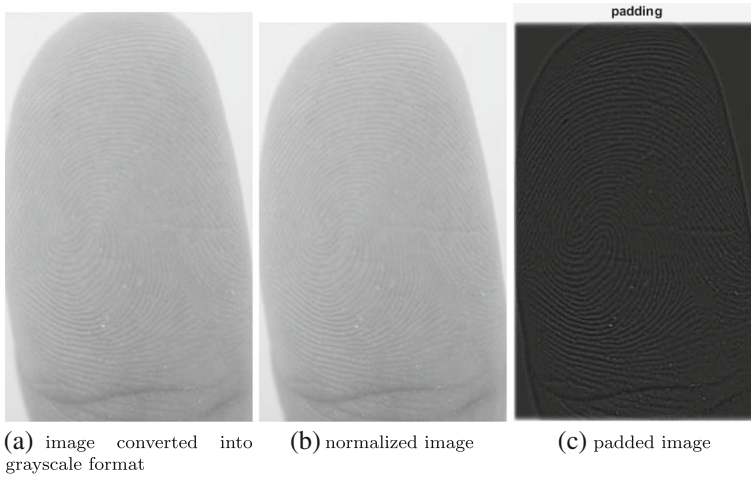 padding
(a) image converted into
grayscale format
(b) normalized image
(c) padded image